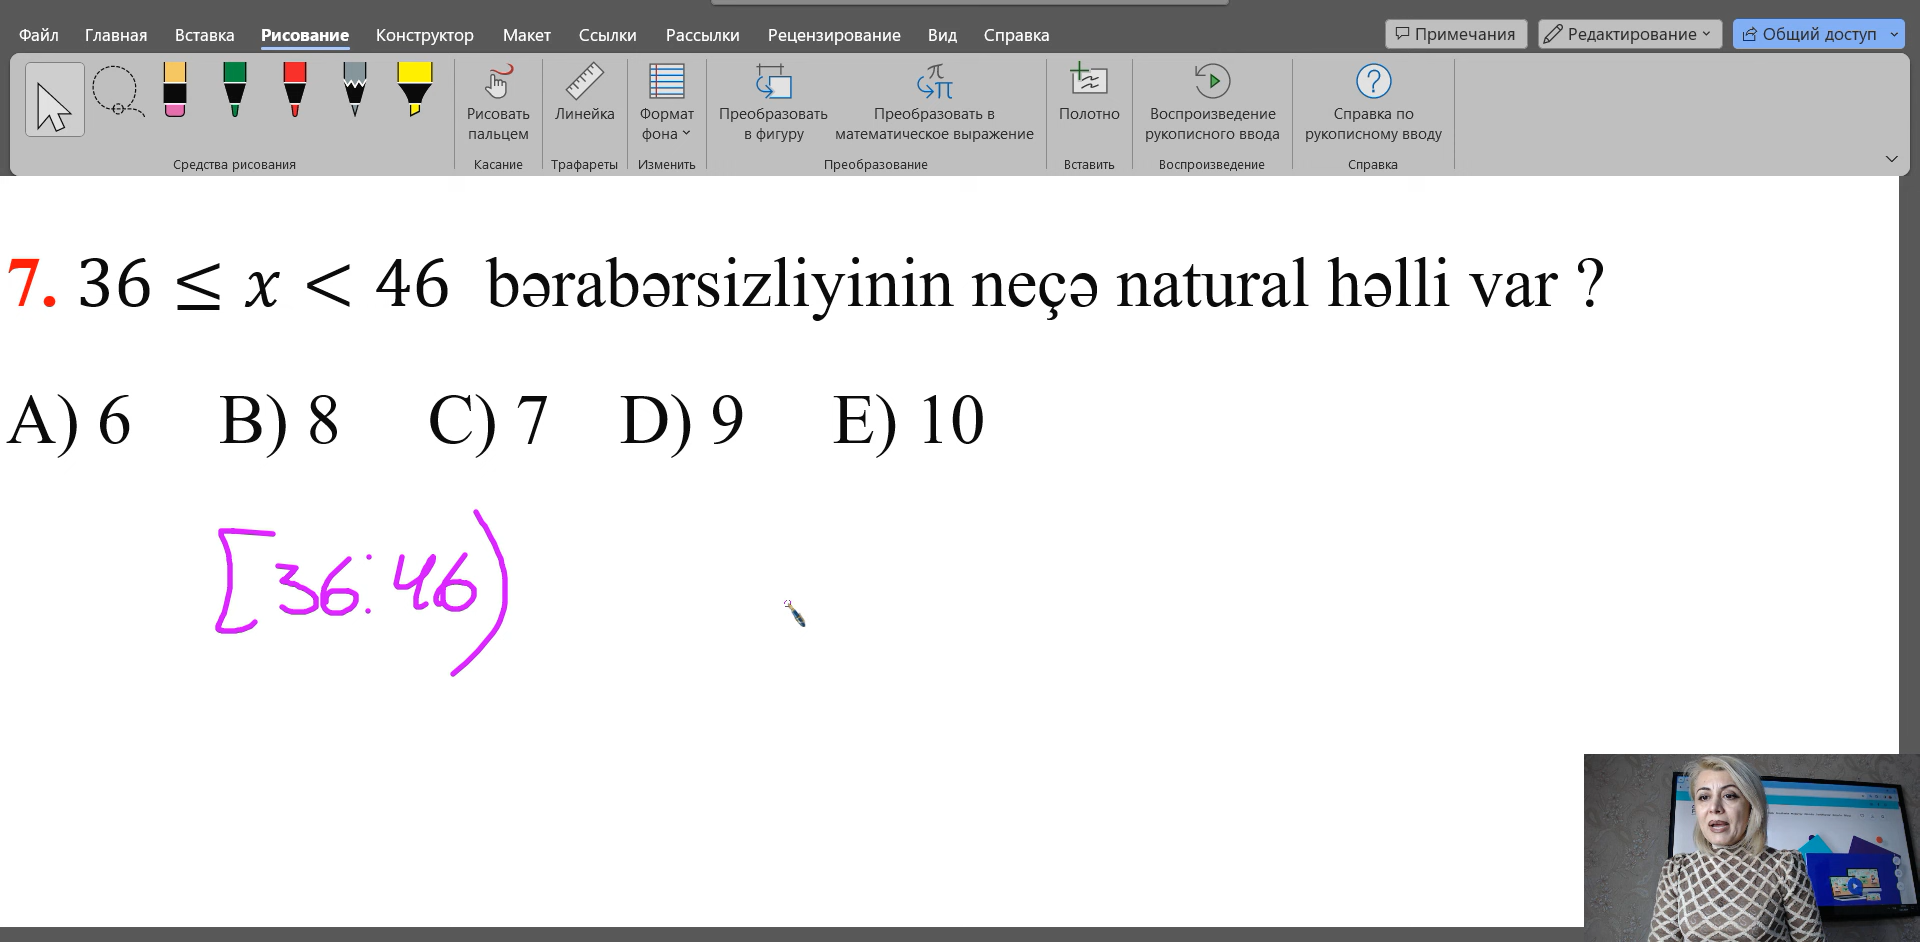 Файл Главная Вставка Рисование Конструктор Макет Ссылки Рассылки Рецензирование Вид Справка Примечания Редактирование Общий доступ
Рисовать пальцем
Линейка
Формат фона
Преобразовать в фигуру
Преобразовать в математическое выражение
Полотно
Воспроизведение рукописного ввода
Справка по рукописному вводу
Средства рисования Касание Трафареты Изменить Преобразование Вставить Воспроизведение Справка
7. 36 ≤ x < 46 bərabərsizliyinin neçə natural həlli var ?
A) 6 B) 8 C) 7 D) 9 E) 10
[36:46)